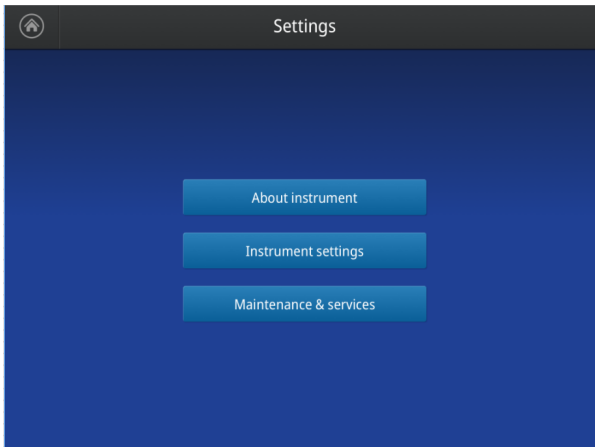 Settings
About instrument
Instrument settings
Maintenance & services